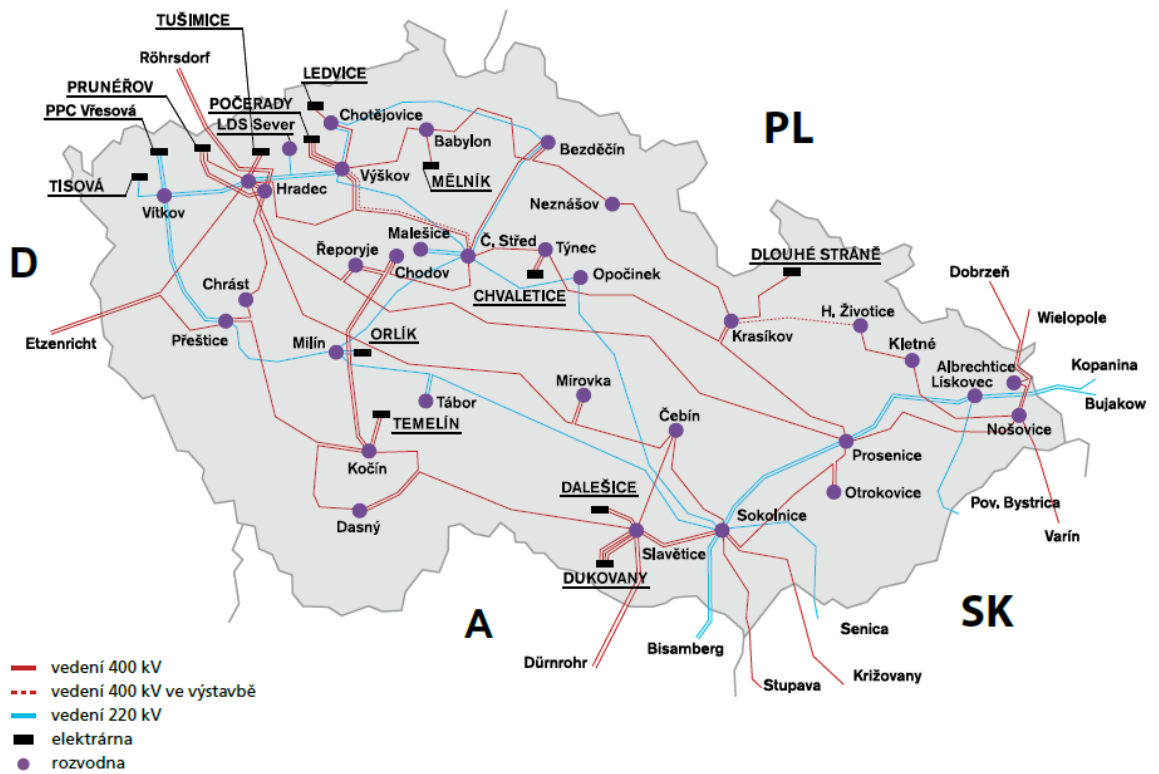 TUŠIMICE
Röhrsdorf
PRUNÉŘOV
PPC Vřesová
TISOVÁ
Vítkov
LEDVICE
POČERADY
LDS Sever
Chotějovice
Výškov
Hradec
Babylon
MĚLNÍK
Bezděčín
Neznášov
PL
D
Malešice
Řeporyje
Chodov
Č, Střed
Týnec
CHVALETICE
Opočinek
DLOUHÉ STRÁNĚ
Dobrzeń
Wielopole
Chrást
Etzenricht
Přeštice
Milín
ORLÍK
Krasíkov
H, Životice
Kletné
Albrechtice
Lískovec
Kopanina
Bujakow
Tábor
Mírovka
TEMELÍN
Čebín
Nošovice
Kočín
Prosenice
Dasný
Otrokovice
DALEŠICE
Sokolnice
Pov. Bystrica
Varín
Slavětice
DUKOVANY
A
SK
Dürnrohr
Bisamberg
Senica
Stupava
Križovany
vedení 400 kV
vedení 400 kV ve výstavbě
vedení 220 kV
elektrárna
rozvodna